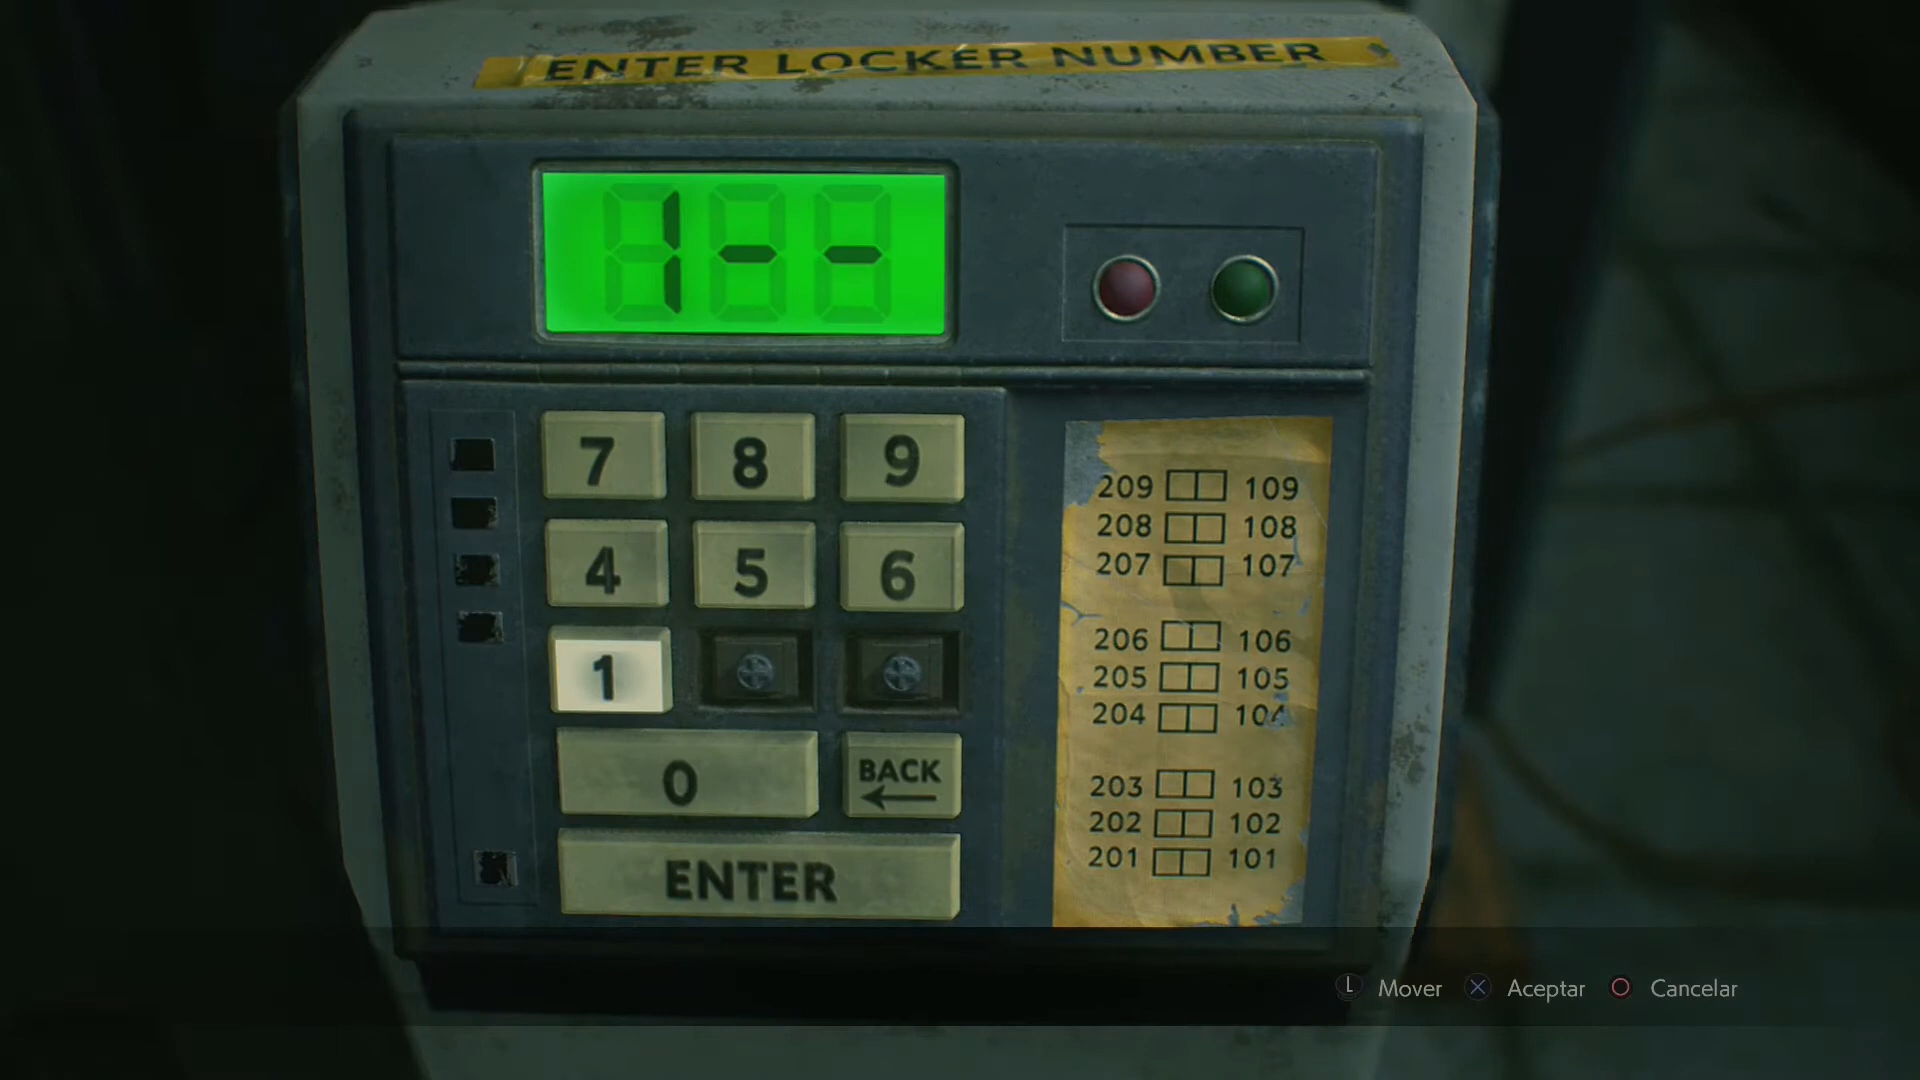 ENTER LOCKER NUMBER
1--
7 8 9
4 5 6
1
0 BACK
ENTER
209 109
208 108
207 107
206 106
205 105
204 104
203 103
202 102
201 101
L Mover Aceptar Cancelar